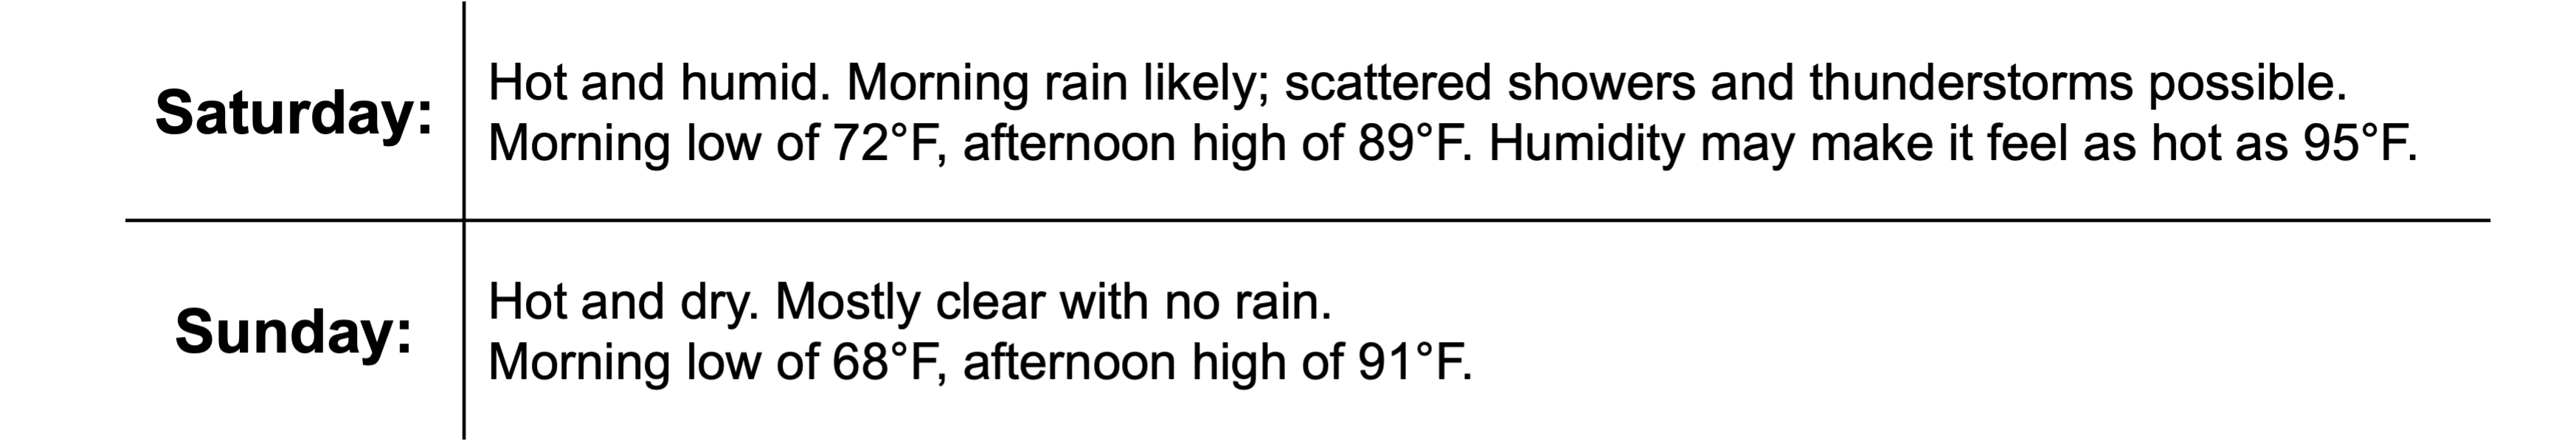 Saturday:
Hot and humid. Morning rain likely; scattered showers and thunderstorms possible.
Morning low of 72°F, afternoon high of 89°F. Humidity may make it feel as hot as 95°F.
Sunday:
Hot and dry. Mostly clear with no rain.
Morning low of 68°F, afternoon high of 91°F.